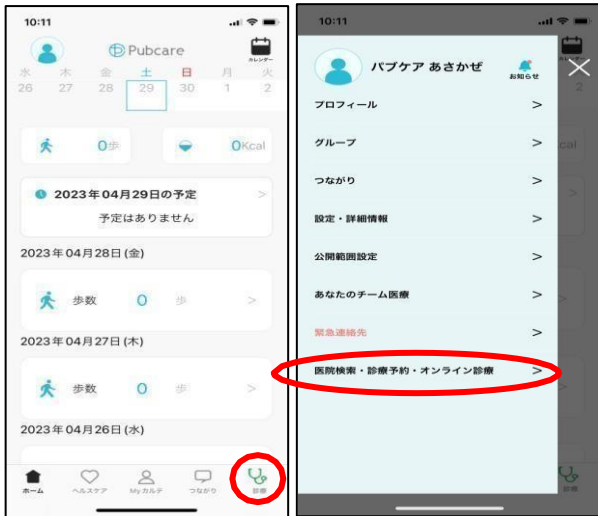 10:11
Pubcare
カレンダー
水 木 金 土 日 月 火
26 27 28 29 30 1 2
0歩
0Kcal
2023年04月29日の予定 >
予定はありません
2023年04月28日(金)
歩数 0 歩 >
2023年04月27日(木)
歩数 0 歩 >
2023年04月26日(水)
ホーム ヘルスケア Myカルテ つながり 診療
10:11
パブケア あさかぜ
お知らせ
プロフィール >
グループ >
つながり >
設定・詳細情報 >
公開範囲設定 >
あなたのチーム医療 >
緊急連絡先 >
医院検索・診療予約・オンライン診療 >
カレンダー
2
cal
診療